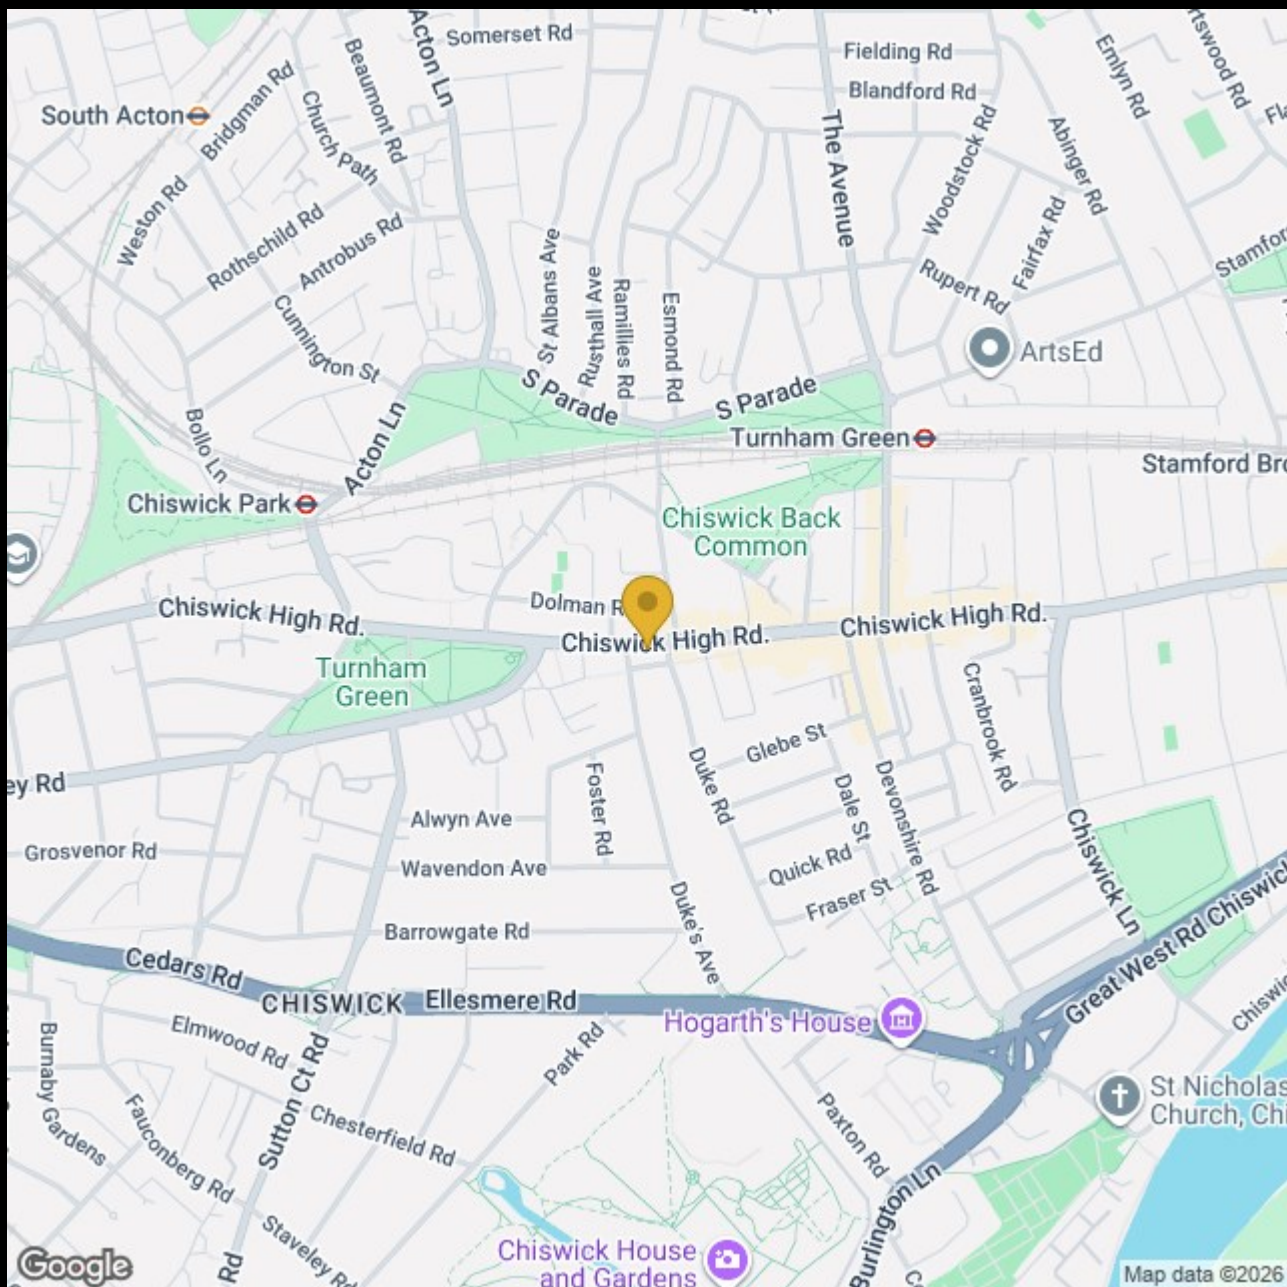 Somerset Rd
Acton Ln
Beaumont Rd
Fielding Rd
Blandford Rd
Emlyn Rd
South Acton
Bridgman Rd
Church Path
The Avenue
Woodstock Rd
Abinger Rd
Weston Rd
Rothschild Rd
Antrobus Rd
Fairfax Rd
Rupert Rd
St Albans Ave
Rusthall Ave
Ramillies Rd
Esmond Rd
Cunnington St
ArtsEd
S Parade
S Parade
Bollo Ln
Acton Ln
Turnham Green
Stamford Bro
Chiswick Park
Chiswick Back
Common
Dolman R
Chiswick High Rd.
Chiswick High Rd.
Chiswick High Rd.
Turnham
Green
Cranbrook Rd
Glebe St
Duke Rd
Foster Rd
Dale St
Devonshire Rd
ey Rd
Alwyn Ave
Grosvenor Rd
Wavendon Ave
Quick Rd
Fraser St
Chiswick Ln
Duke's Ave
Barrowgate Rd
Cedars Rd
CHISWICK
Ellesmere Rd
Great West Rd
Hogarth's House
Elmwood Rd
Burnaby Gardens
Park Rd
Sutton Ct Rd
St Nicholas
Church, Chi
Chesterfield Rd
Fauconberg Rd
Paxton Rd
Burlington Ln
Staveley Rd
Rd
Chiswick House
and Gardens
Google
Map data ©2026